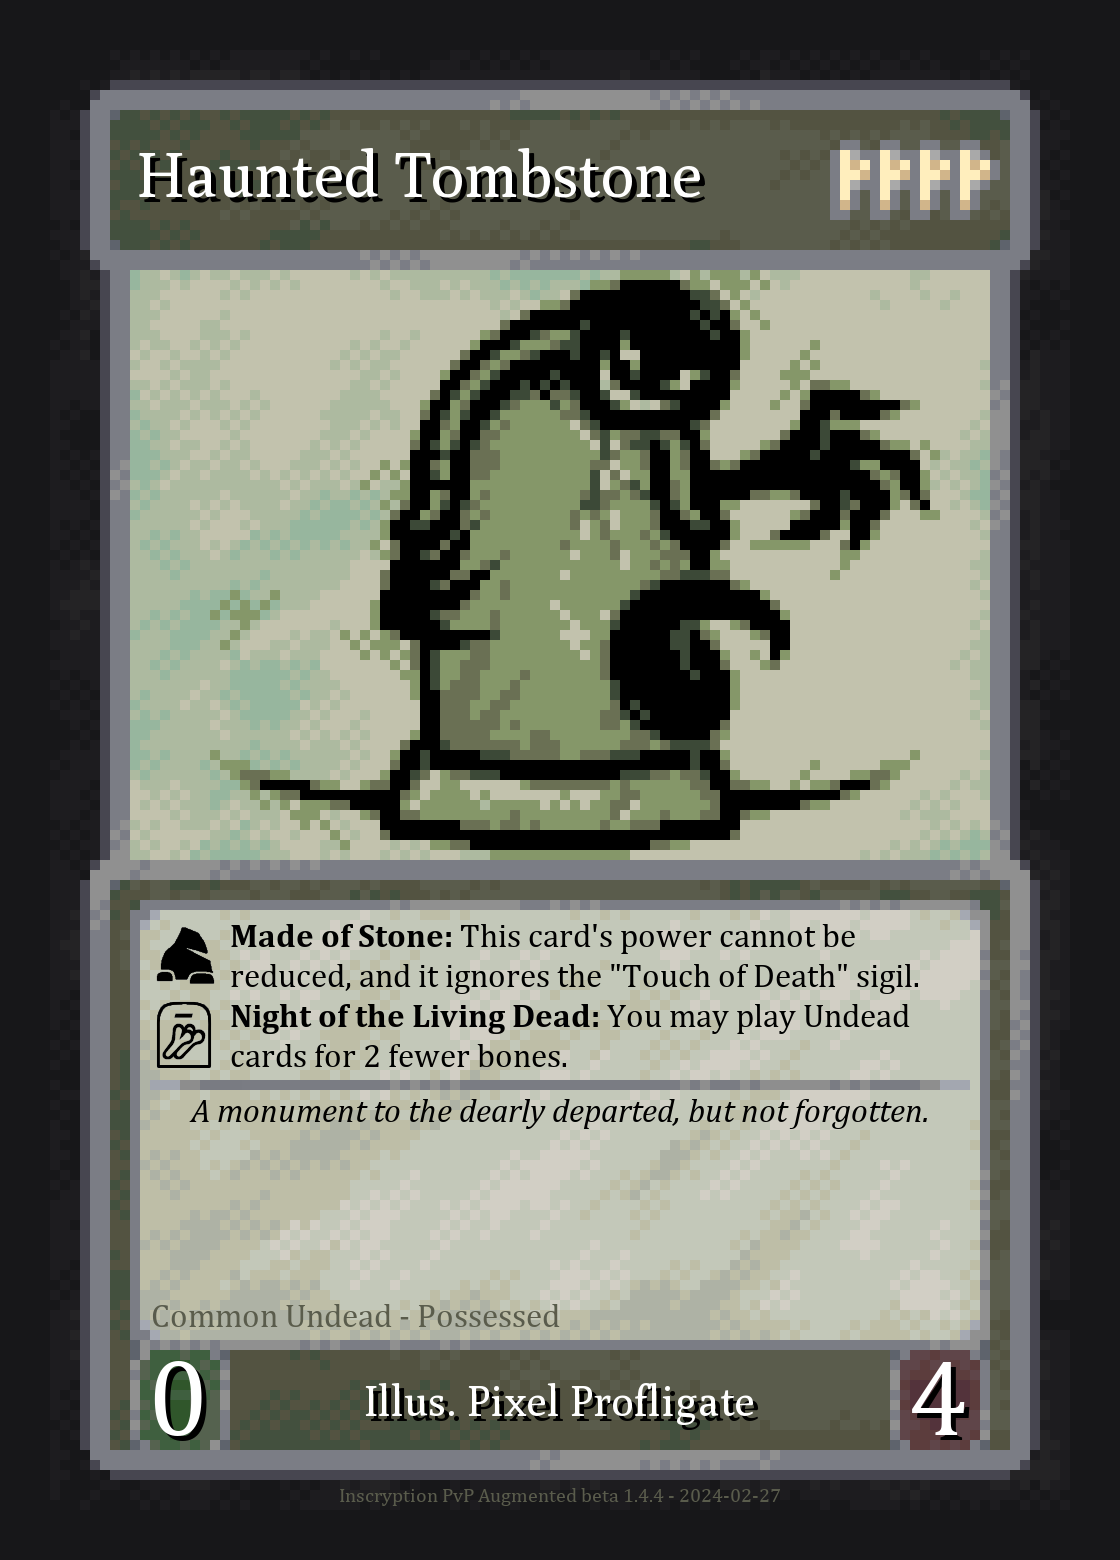 Haunted Tombstone
Made of Stone: This card's power cannot be
reduced, and it ignores the "Touch of Death" sigil.
Night of the Living Dead: You may play Undead
cards for 2 fewer bones.
A monument to the dearly departed, but not forgotten.
Common Undead - Possessed
0
Illus. Pixel Profligate
4
Inscryption PvP Augmented beta 1.4.4 - 2024-02-27